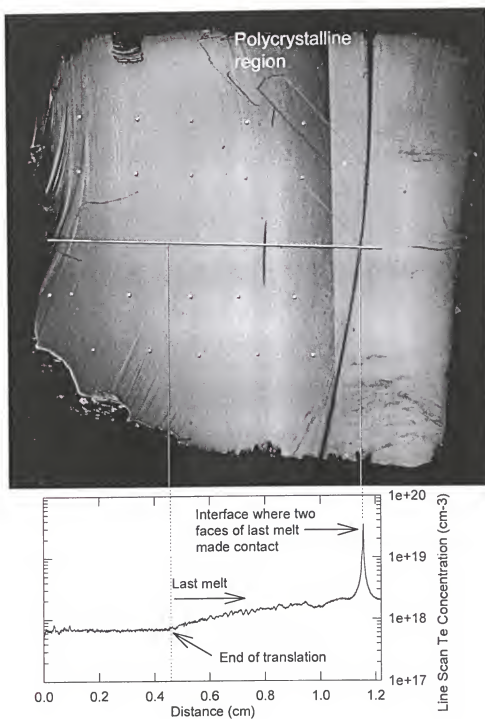 Polycrystalline
region
1e+20
Interface where two
faces of last melt
made contact
1e+19
Last melt
1e+18
End of translation
1e+17
Line Scan Te Concentration (cm-3)
0.0 0.2 0.4 0.6 0.8 1.0 1.2
Distance (cm)